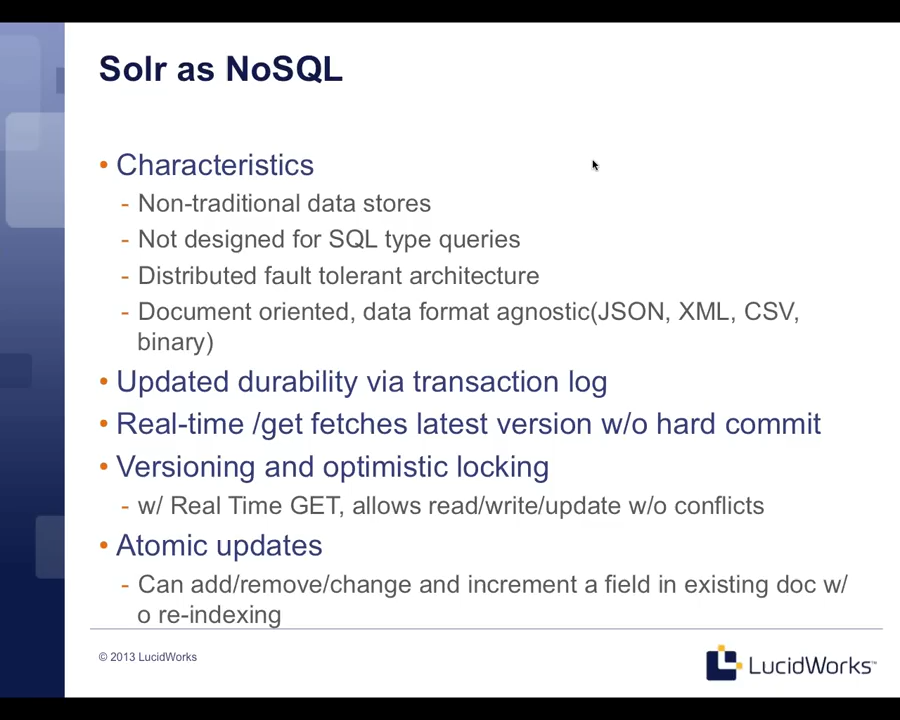 Solr as NoSQL
• Characteristics
- Non-traditional data stores
- Not designed for SQL type queries
- Distributed fault tolerant architecture
- Document oriented, data format agnostic(JSON, XML, CSV,
binary)
• Updated durability via transaction log
• Real-time /get fetches latest version w/o hard commit
• Versioning and optimistic locking
- w/ Real Time GET, allows read/write/update w/o conflicts
• Atomic updates
- Can add/remove/change and increment a field in existing doc w/
o re-indexing
© 2013 LucidWorks
LucidWorks™